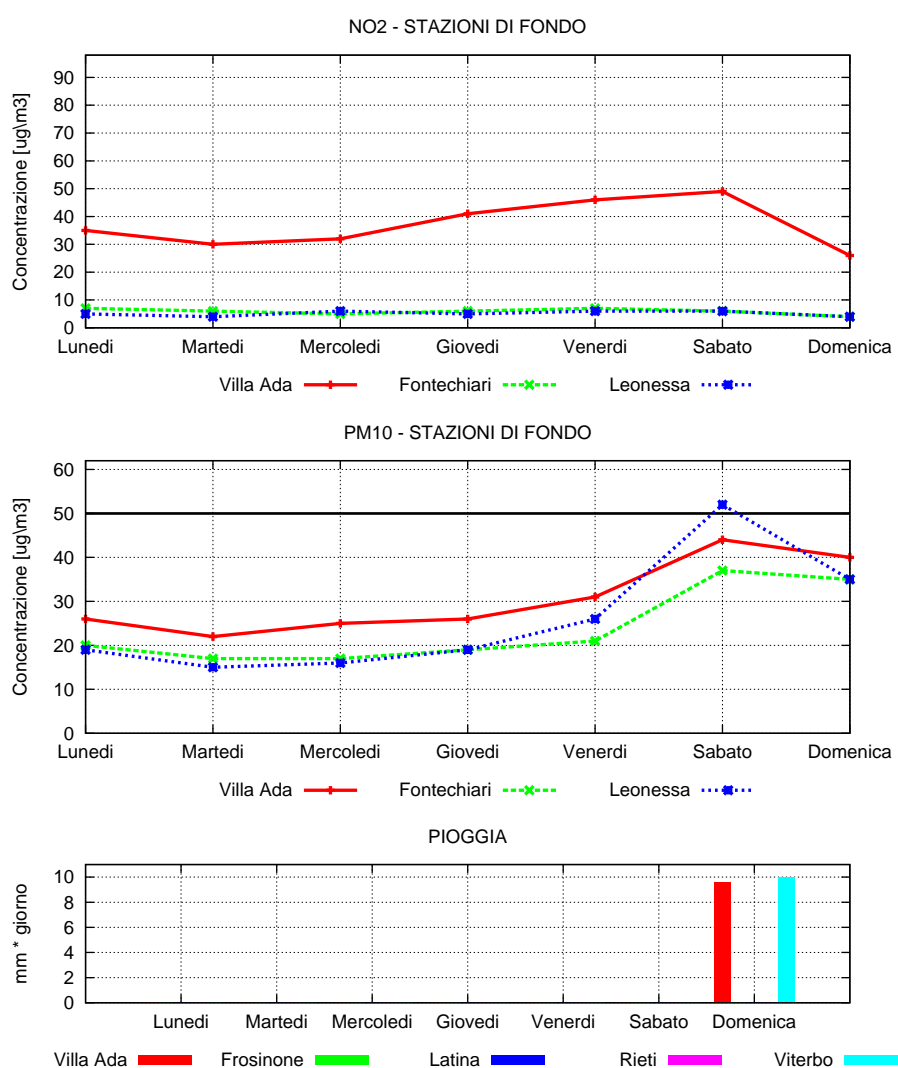 NO2 - STAZIONI DI FONDO
Concentrazione [ug\m3]
90
80
70
60
50
40
30
20
10
0
Lunedi Martedi Mercoledi Giovedi Venerdi Sabato Domenica
Villa Ada Fontechiari Leonessa
PM10 - STAZIONI DI FONDO
Concentrazione [ug\m3]
60
50
40
30
20
10
0
Lunedi Martedi Mercoledi Giovedi Venerdi Sabato Domenica
Villa Ada Fontechiari Leonessa
PIOGGIA
mm * giorno
10
8
6
4
2
0
Lunedi Martedi Mercoledi Giovedi Venerdi Sabato Domenica
Villa Ada Frosinone Latina Rieti Viterbo